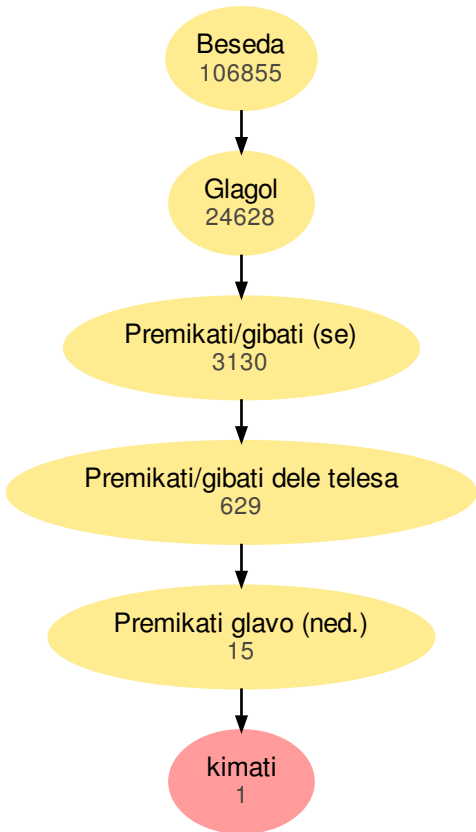 Beseda
106855
Glagol
24628
Premikati/gibati (se)
3130
Premikati/gibati dele telesa
629
Premikati glavo (ned.)
15
kimati
1